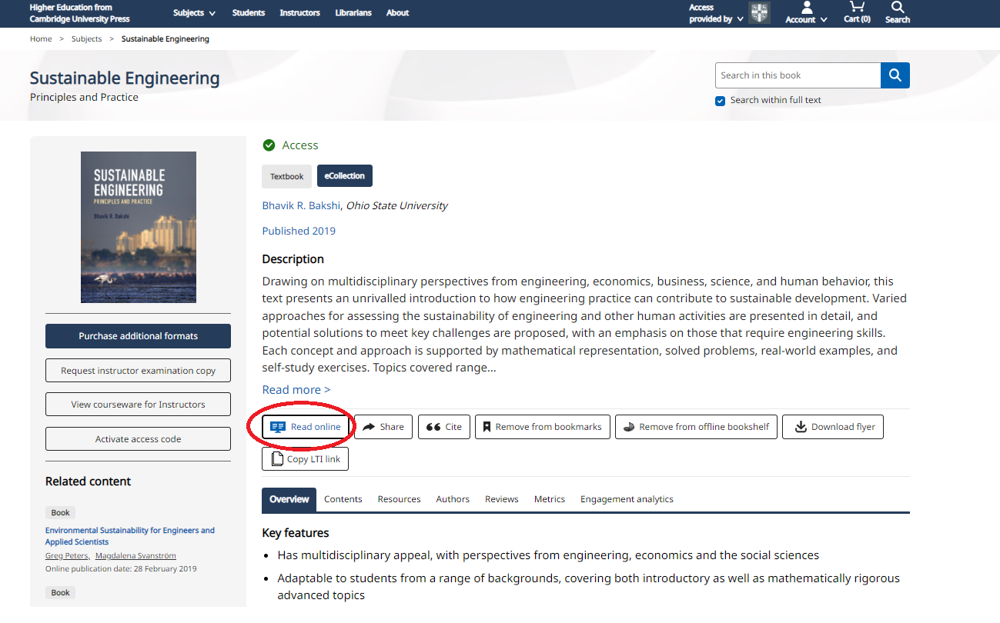 Higher Education from
Cambridge University Press
Subjects
Students
Instructors
Librarians
About
Access
provided by
Account
Cart (0)
Search
Home > Subjects > Sustainable Engineering
Sustainable Engineering
Principles and Practice
Search in this book
Search within full text
SUSTAINABLE
ENGINEERING
PRINCIPLES AND PRACTICE
Bhavik R. Bakshi
Purchase additional formats
Request instructor examination copy
View courseware for Instructors
Activate access code
Related content
Book
Environmental Sustainability for Engineers and
Applied Scientists
Greg Peters, Magdalena Svanström
Online publication date: 28 February 2019
Book
Access
Textbook
eCollection
Bhavik R. Bakshi, Ohio State University
Published 2019
Description
Drawing on multidisciplinary perspectives from engineering, economics, business, science, and human behavior, this
text presents an unrivalled introduction to how engineering practice can contribute to sustainable development. Varied
approaches for assessing the sustainability of engineering and other human activities are presented in detail, and
potential solutions to meet key challenges are proposed, with an emphasis on those that require engineering skills.
Each concept and approach is supported by mathematical representation, solved problems, real-world examples, and
self-study exercises. Topics covered range...
Read more >
Read online
Share
Cite
Remove from bookmarks
Remove from offline bookshelf
Download flyer
Copy LTI link
Overview
Contents
Resources
Authors
Reviews
Metrics
Engagement analytics
Key features
• Has multidisciplinary appeal, with perspectives from engineering, economics and the social sciences
• Adaptable to students from a range of backgrounds, covering both introductory as well as mathematically rigorous
advanced topics